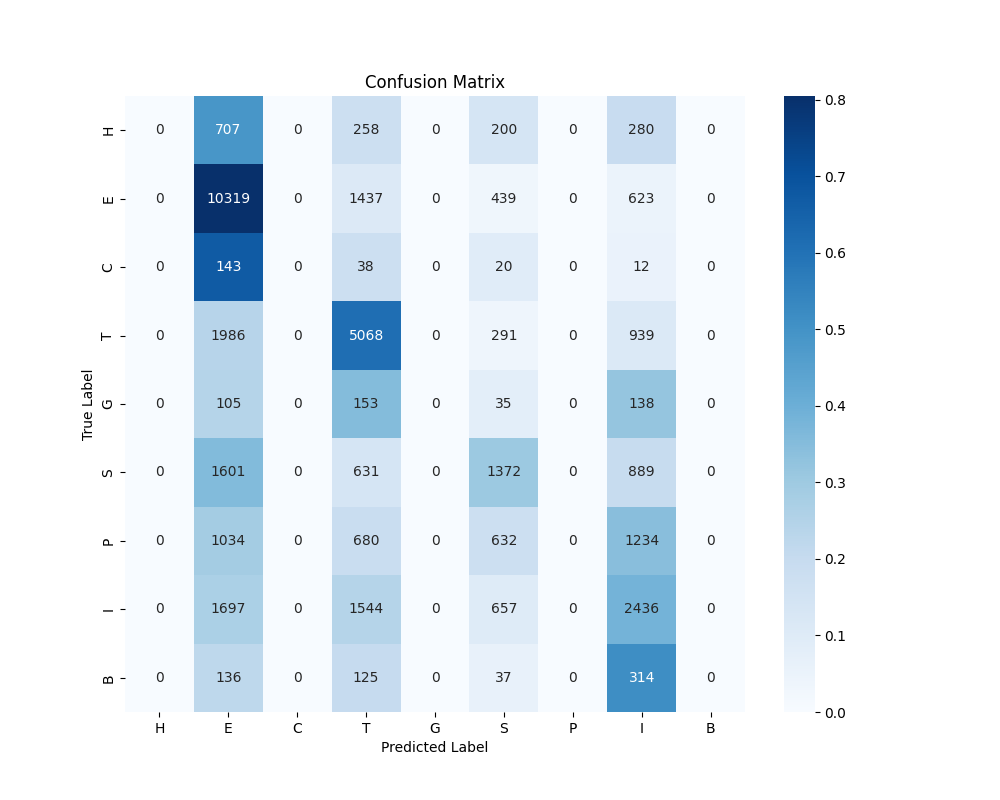 Confusion Matrix
True Label
H 0 707 0 258 0 200 0 280 0
E 0 10319 0 1437 0 439 0 623 0
C 0 143 0 38 0 20 0 12 0
T 0 1986 0 5068 0 291 0 939 0
G 0 105 0 153 0 35 0 138 0
S 0 1601 0 631 0 1372 0 889 0
P 0 1034 0 680 0 632 0 1234 0
I 0 1697 0 1544 0 657 0 2436 0
B 0 136 0 125 0 37 0 314 0
H E C T G S P I B
Predicted Label
0.8
0.7
0.6
0.5
0.4
0.3
0.2
0.1
0.0